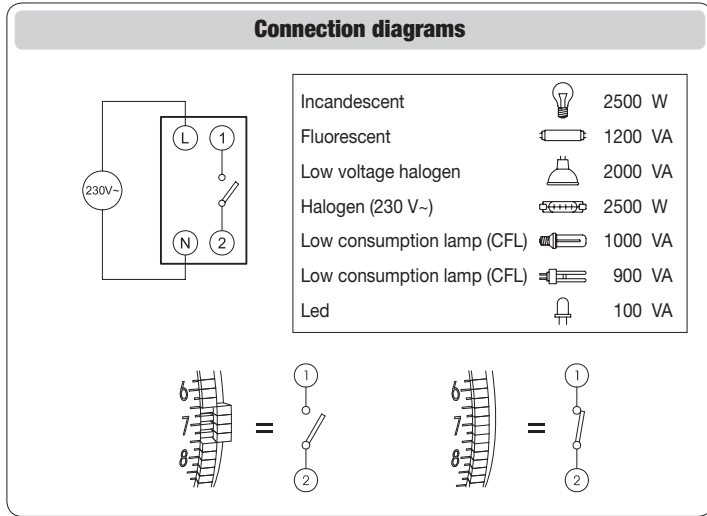 Connection diagrams
230V~
L 1
N 2
Incandescent 2500 W
Fluorescent 1200 VA
Low voltage halogen 2000 VA
Halogen (230 V~) 2500 W
Low consumption lamp (CFL) 1000 VA
Low consumption lamp (CFL) 900 VA
Led 100 VA
6
7
8
=
1
2
6
7
8
=
1
2